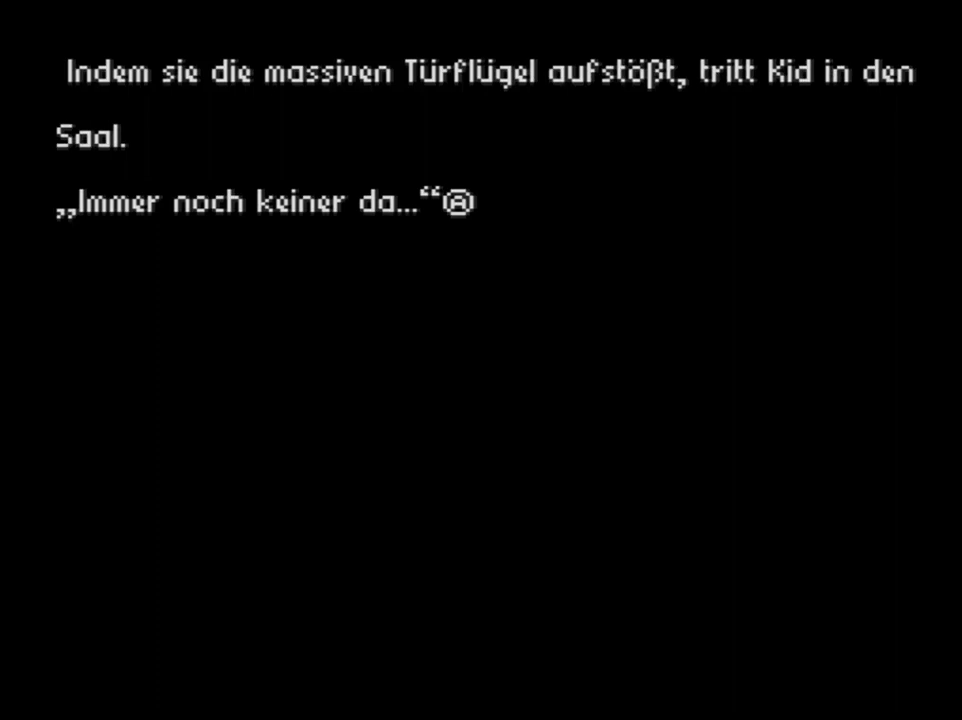 Indem sie die massiven Türflügel aufstößt, tritt Kid in den
Saal.
„Immer noch keiner da...“Ⓐ